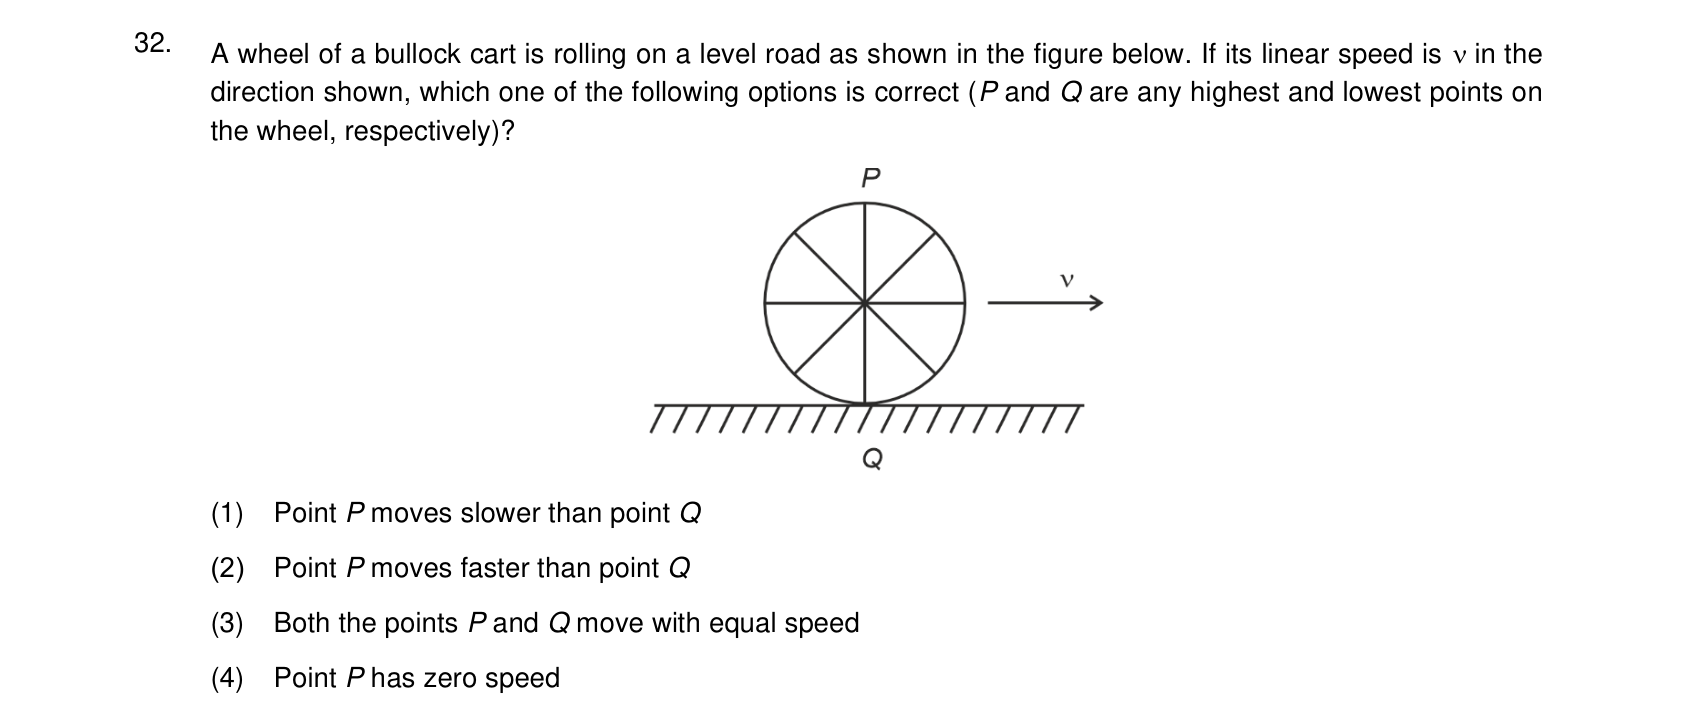 32.
A wheel of a bullock cart is rolling on a level road as shown in the figure below. If its linear speed is v in the
direction shown, which one of the following options is correct (P and Q are any highest and lowest points on
the wheel, respectively)?
P
v
Q
(1) Point P moves slower than point Q
(2) Point P moves faster than point Q
(3) Both the points P and Q move with equal speed
(4) Point P has zero speed